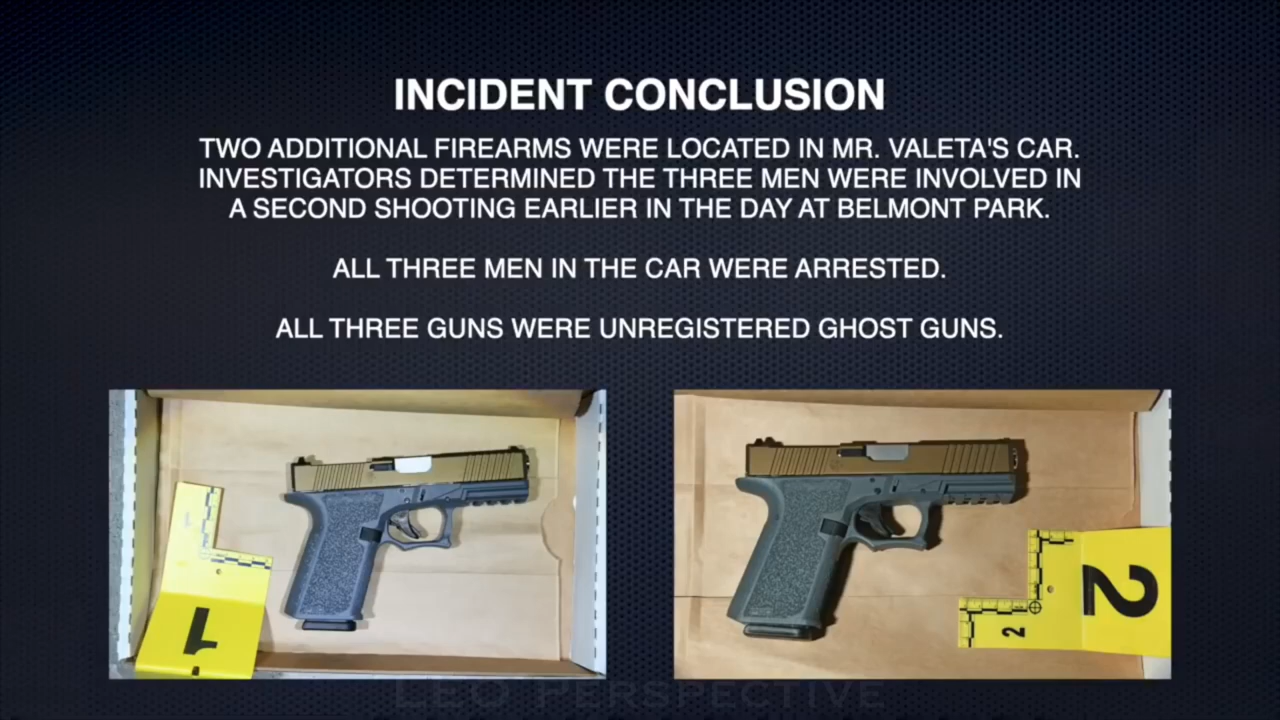 INCIDENT CONCLUSION
TWO ADDITIONAL FIREARMS WERE LOCATED IN MR. VALETA'S CAR.
INVESTIGATORS DETERMINED THE THREE MEN WERE INVOLVED IN
A SECOND SHOOTING EARLIER IN THE DAY AT BELMONT PARK.
ALL THREE MEN IN THE CAR WERE ARRESTED.
ALL THREE GUNS WERE UNREGISTERED GHOST GUNS.
1
2
2
LEO PERSPECTIVE